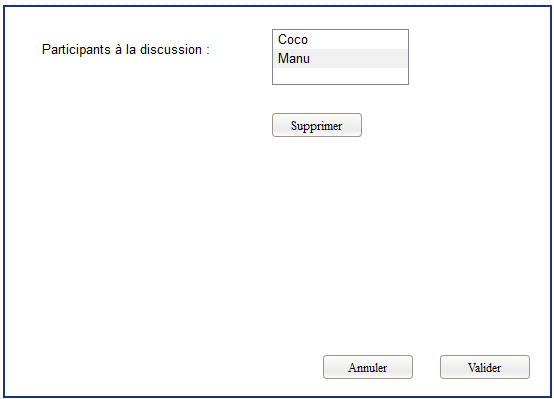 Participants à la discussion :
Coco
Manu
Supprimer
Annuler
Valider